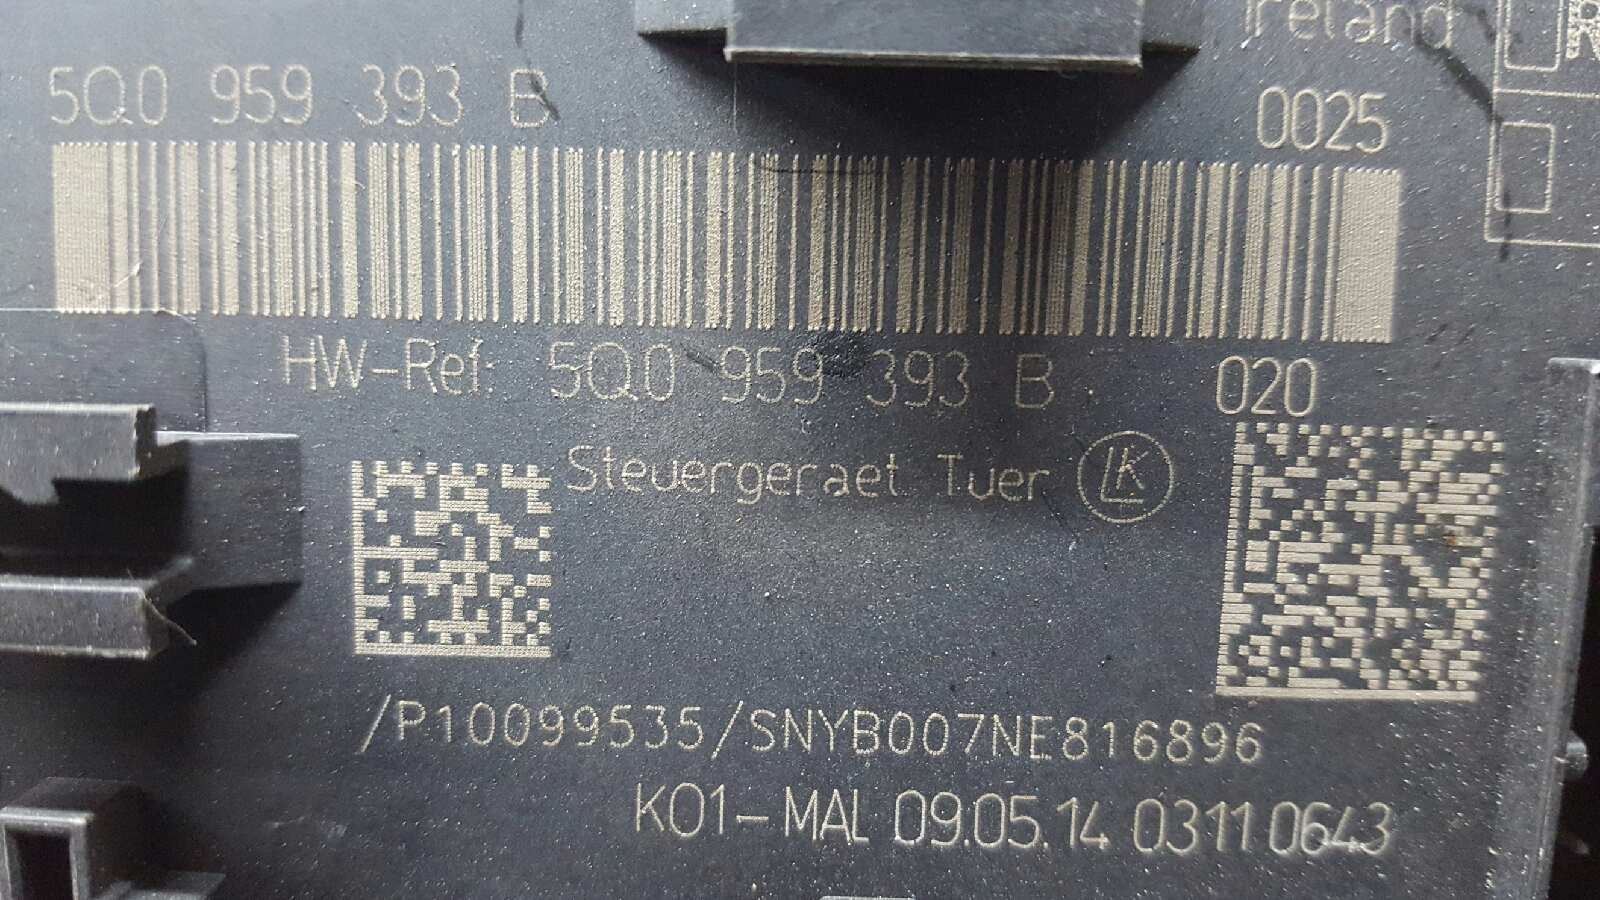 Ireland
5Q0 959 393 B 0025
HW-Ref: 5Q0 959 393 B 020
Steuergeraet Tuer LK
/P10099535/SNYB007NE816896
K01-MAL 09.05.14 0311 0643